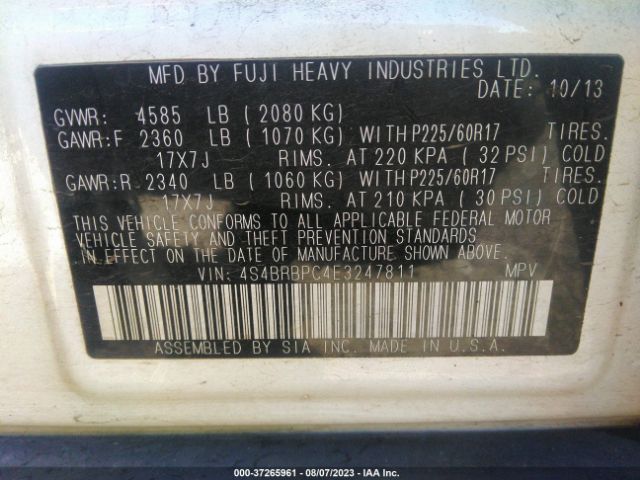 MFD BY FUJI HEAVY INDUSTRIES LTD.
DATE: 10/13
GVWR: 4585 LB ( 2080 KG)
GAWR:F 2360 LB ( 1070 KG) WITH P225/60R17 TIRES.
17X7J RIMS. AT 220 KPA ( 32 PSI) COLD
GAWR:R 2340 LB ( 1060 KG) WITH P225/60R17 TIRES.
17X7J RIMS. AT 210 KPA ( 30 PSI) COLD
THIS VEHICLE CONFORMS TO ALL APPLICABLE FEDERAL MOTOR
VEHICLE SAFETY AND THEFT PREVENTION STANDARDS
IN EFFECT ON THE DATE OF MANUFACTURE SHOWN ABOVE.
VIN: 4S4BRBPC4E3247811 MPV
ASSEMBLED BY SIA INC. MADE IN U.S.A.
000-37265961 - 08/07/2023 - IAA Inc.